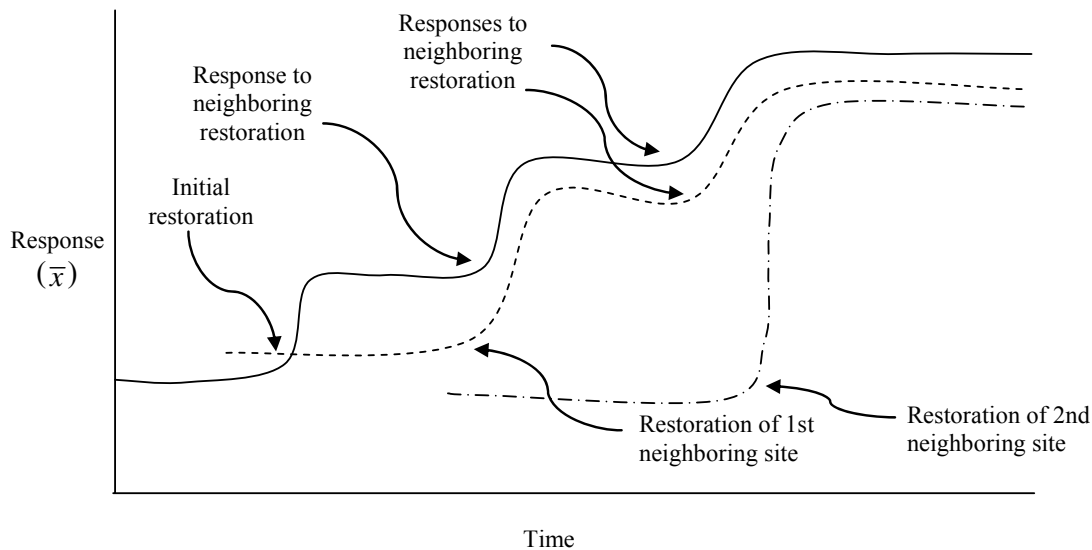 Responses to
neighboring
restoration
Response to
neighboring
restoration
Initial
restoration
Response
(x̅)
Restoration of 1st
neighboring site
Restoration of 2nd
neighboring site
Time